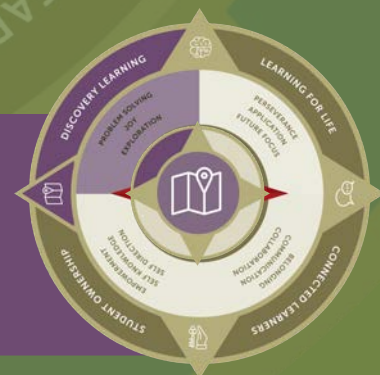 DISCOVERY LEARNING
PROBLEM SOLVING
JOY
EXPLORATION
LEARNING FOR LIFE
PERSEVERANCE
APPLICATION
FUTURE FOCUS
CONNECTED LEARNERS
BELONGING
COMMUNICATION
COLLABORATION
STUDENT OWNERSHIP
EMPOWERMENT
SELF KNOWLEDGE
SELF DIRECTION